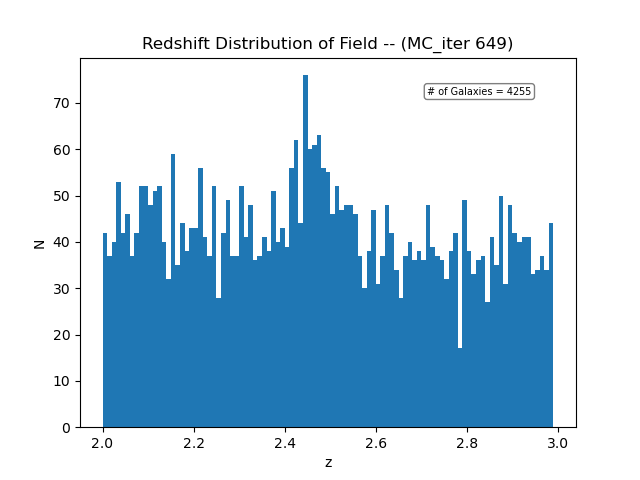 Redshift Distribution of Field -- (MC_iter 649)
# of Galaxies = 4255
70
60
50
40
30
20
10
0
N
2.0 2.2 2.4 2.6 2.8 3.0
z